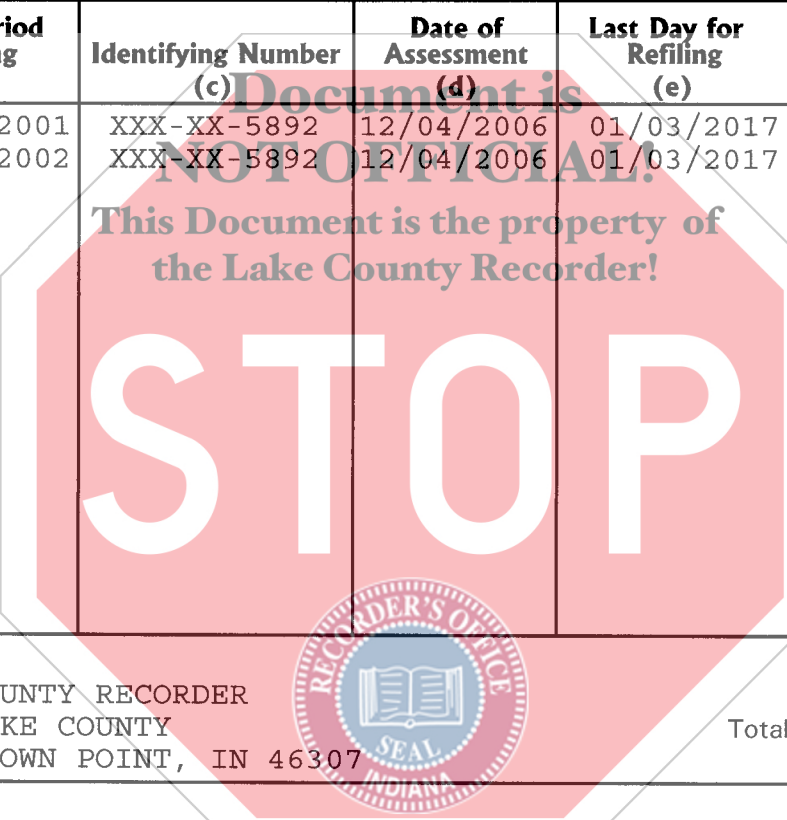 riod Date of Last Day for
g Identifying Number Assessment Refiling
(c) (d) (e)
Document is
2001 XXX-XX-5892 12/04/2006 01/03/2017
2002 XXX-XX-5892 12/04/2006 01/03/2017
NOT OFFICIAL!
This Document is the property of
the Lake County Recorder!
STOP
RECORDER'S OFFICE
SEAL
INDIANA
UNTY RECORDER
KE COUNTY
OWN POINT, IN 46307
Total